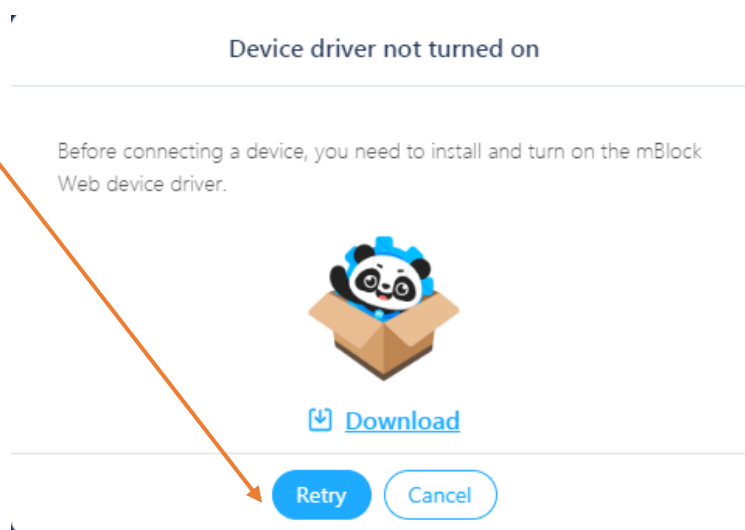 Device driver not turned on
Before connecting a device, you need to install and turn on the mBlock
Web device driver.
Download
Retry
Cancel